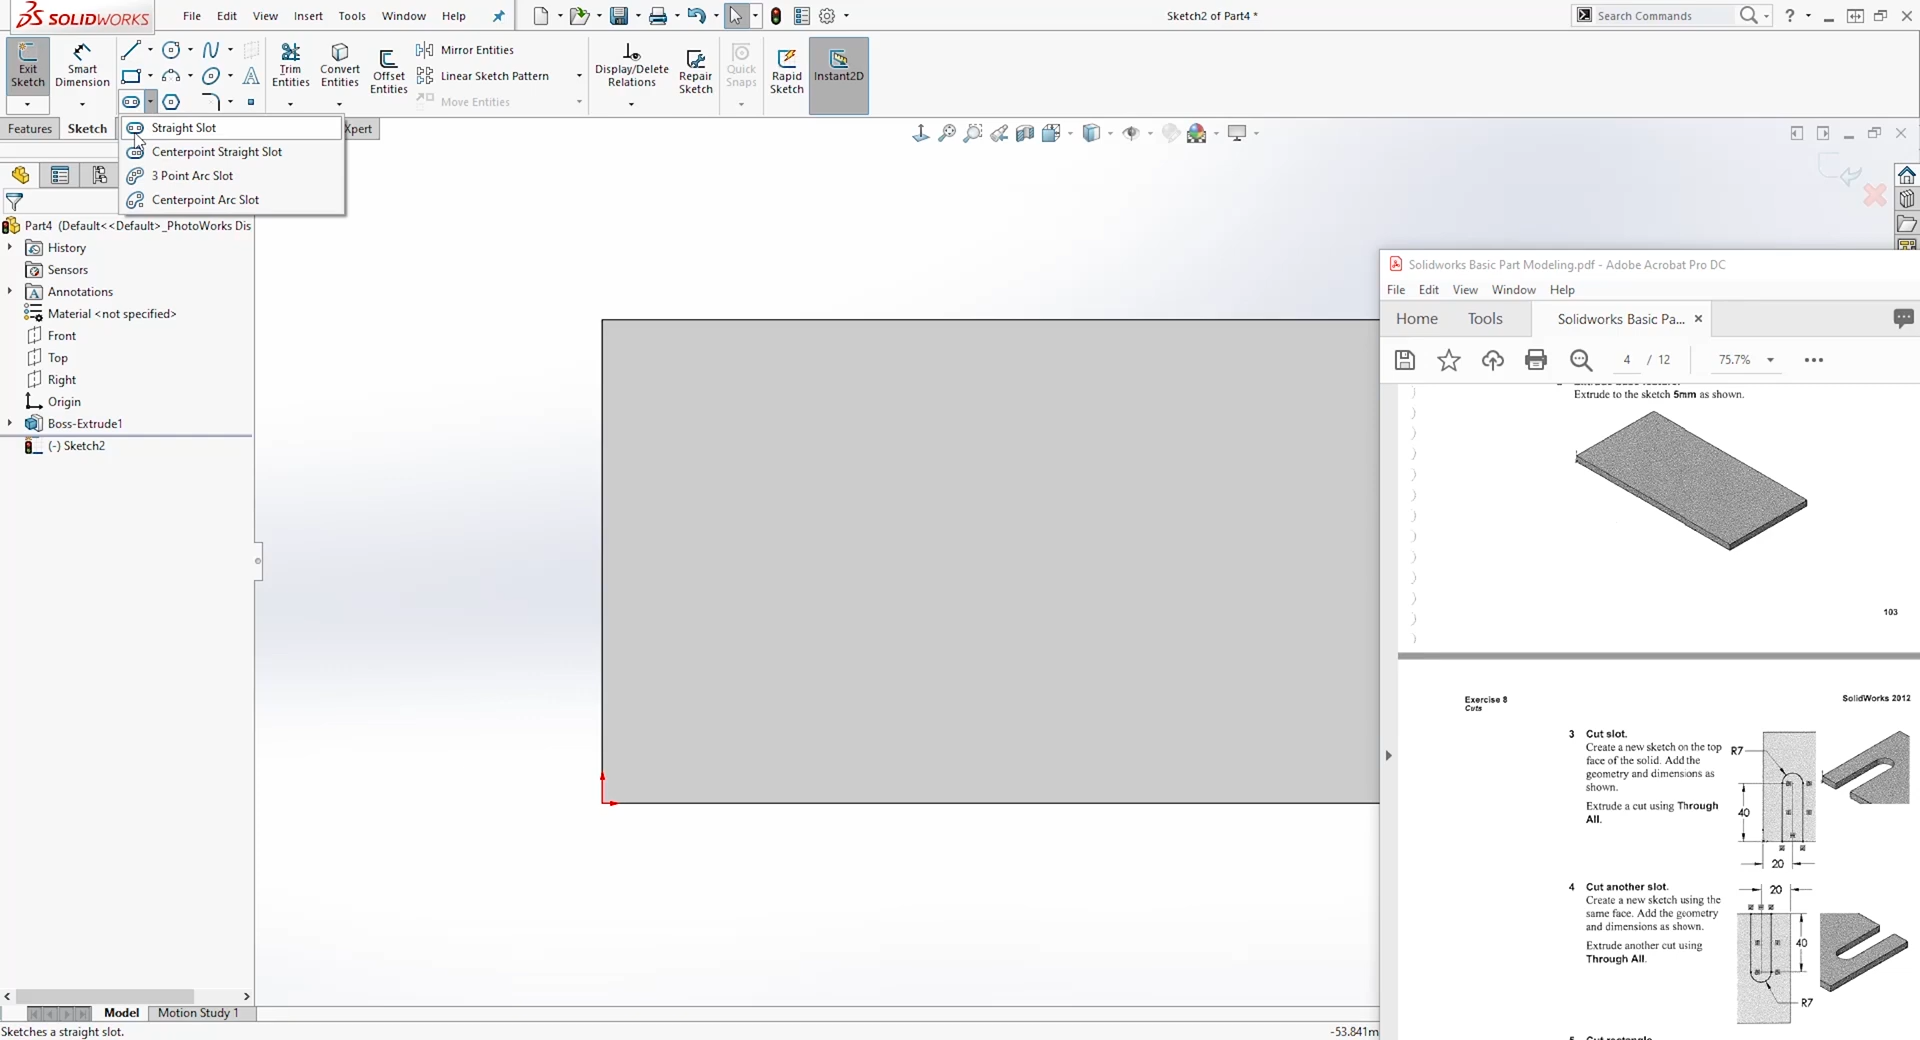 SOLIDWORKS
File Edit View Insert Tools Window Help
Sketch2 of Part4 *
Search Commands
?
Exit Sketch
Smart Dimension
Trim Entities
Convert Entities
Offset Entities
Mirror Entities
Linear Sketch Pattern
Move Entities
Display/Delete Relations
Repair Sketch
Quick Snaps
Rapid Sketch
Instant2D
Features Sketch
Xpert
Straight Slot
Centerpoint Straight Slot
3 Point Arc Slot
Centerpoint Arc Slot
Part4 (Default<<Default>_PhotoWorks Dis
History
Sensors
Annotations
Material <not specified>
Front
Top
Right
Origin
Boss-Extrude1
(-) Sketch2
Model Motion Study 1
Sketches a straight slot.
-53.841m
Solidworks Basic Part Modeling.pdf - Adobe Acrobat Pro DC
File Edit View Window Help
Home Tools Solidworks Basic Pa...
4 / 12 75.7%
Extrude to the sketch 5mm as shown.
103
Exercise 8
Cuts
SolidWorks 2012
3 Cut slot.
Create a new sketch on the top
face of the solid. Add the
geometry and dimensions as
shown.
Extrude a cut using Through
All.
R7
40
20
4 Cut another slot.
Create a new sketch using the
same face. Add the geometry
and dimensions as shown.
Extrude another cut using
Through All.
20
40
R7